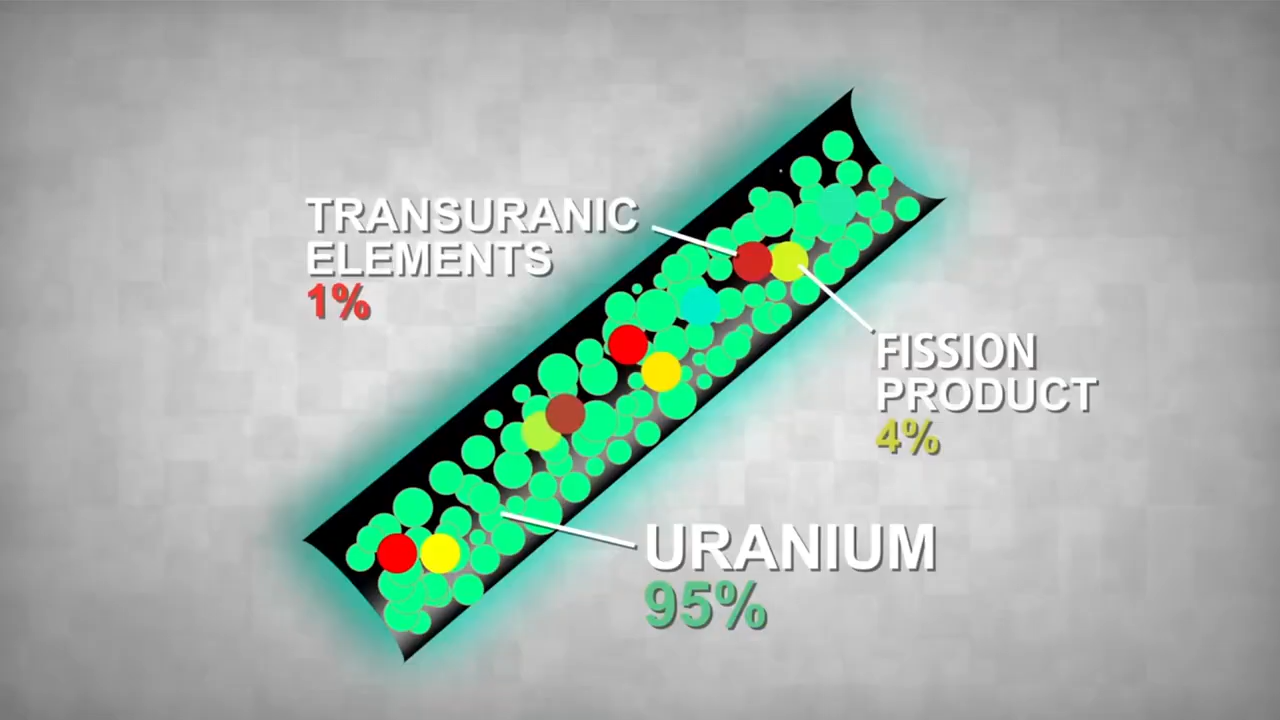 TRANSURANIC
ELEMENTS
1%
FISSION
PRODUCT
4%
URANIUM
95%